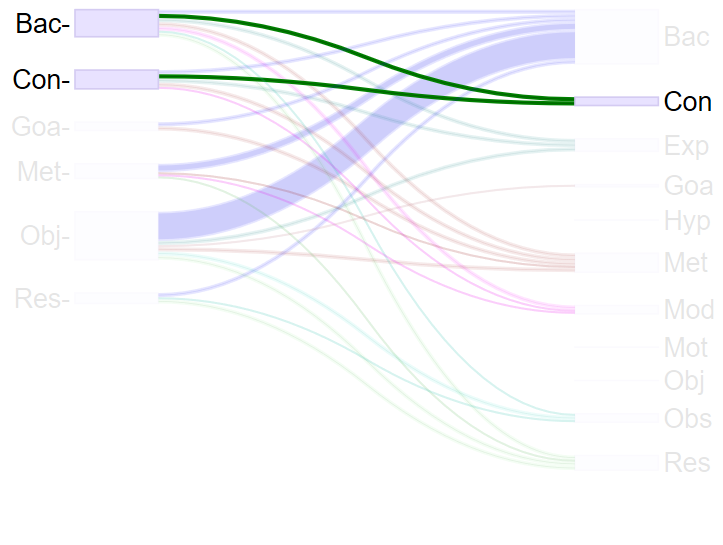 Bac-
Con-
Goa-
Met-
Obj-
Res-
Bac
Con
Exp
Goa
Hyp
Met
Mod
Mot
Obj
Obs
Res